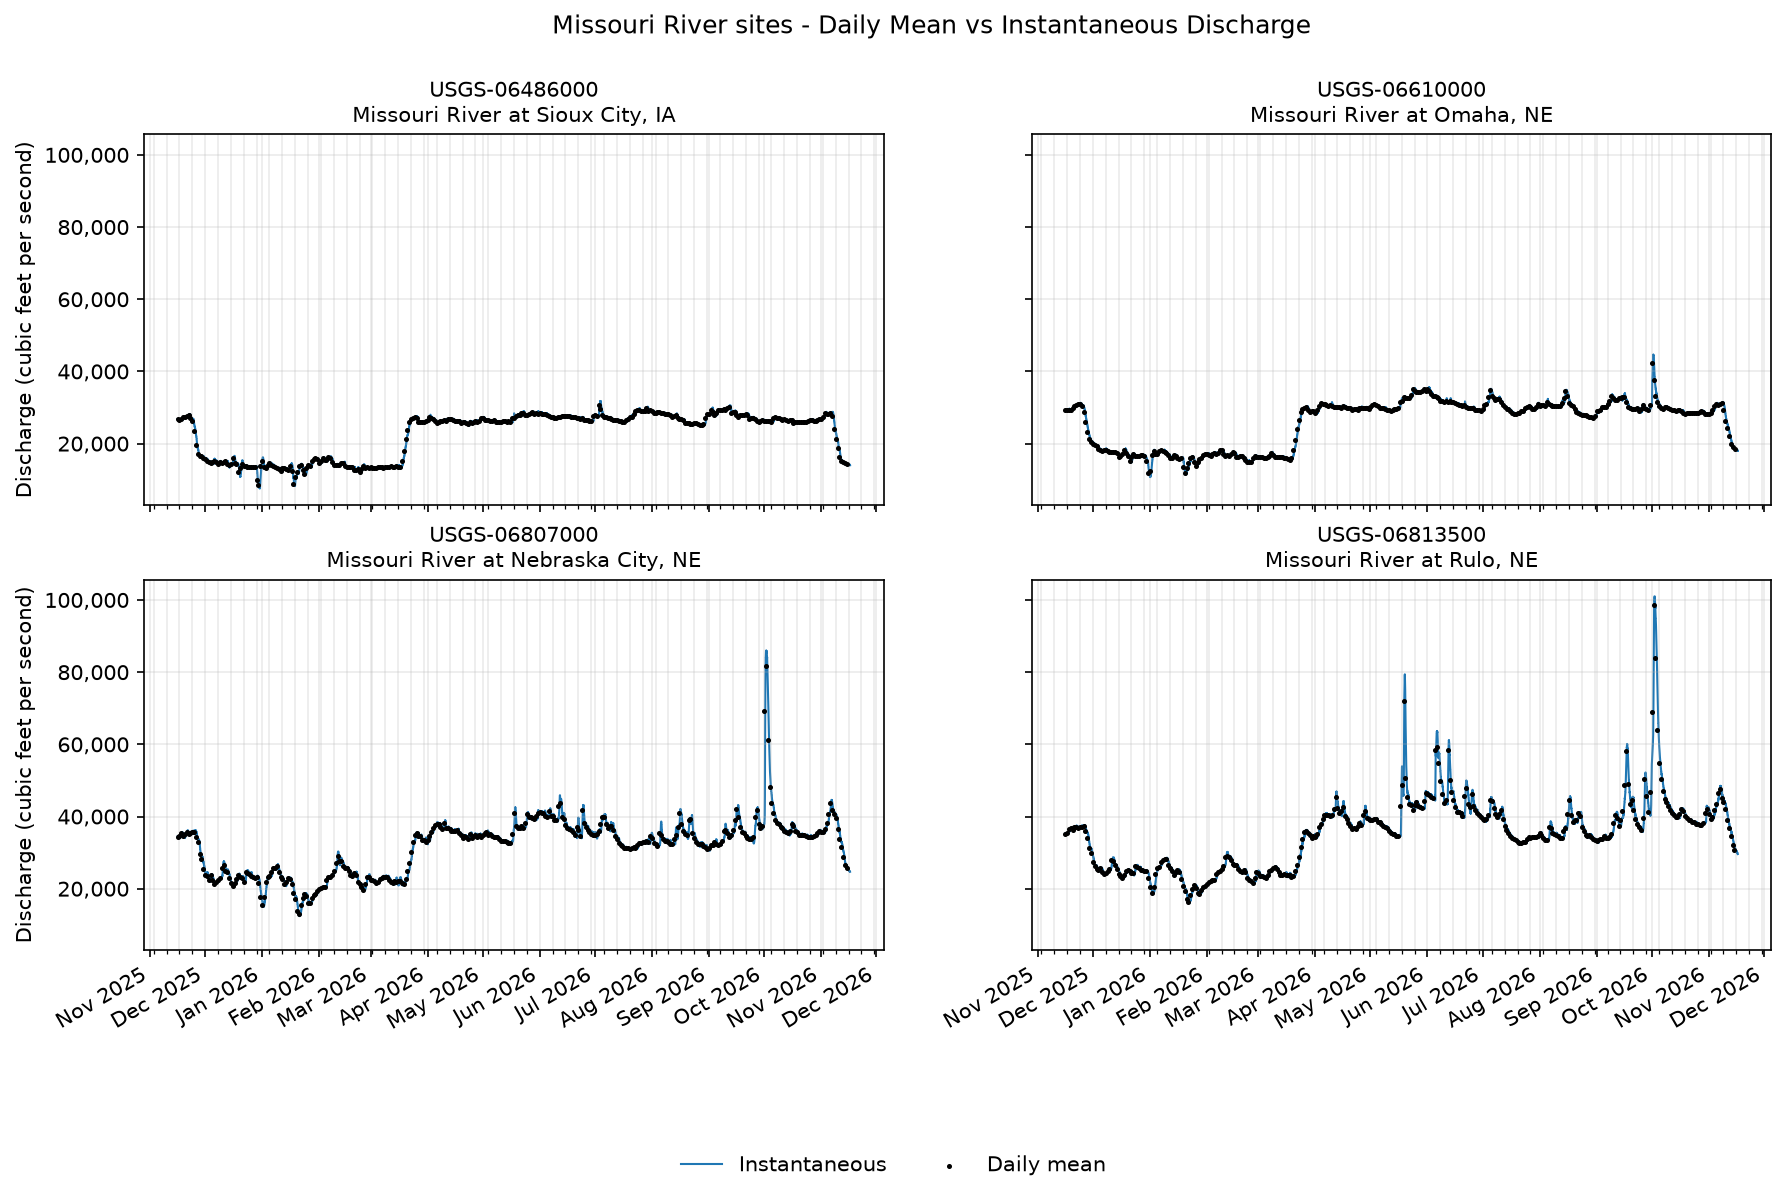 Missouri River sites - Daily Mean vs Instantaneous Discharge
USGS-06486000
Missouri River at Sioux City, IA
Discharge (cubic feet per second)
100,000
80,000
60,000
40,000
20,000
USGS-06610000
Missouri River at Omaha, NE
USGS-06807000
Missouri River at Nebraska City, NE
Discharge (cubic feet per second)
100,000
80,000
60,000
40,000
20,000
Nov 2025
Dec 2025
Jan 2026
Feb 2026
Mar 2026
Apr 2026
May 2026
Jun 2026
Jul 2026
Aug 2026
Sep 2026
Oct 2026
Nov 2026
Dec 2026
USGS-06813500
Missouri River at Rulo, NE
Nov 2025
Dec 2025
Jan 2026
Feb 2026
Mar 2026
Apr 2026
May 2026
Jun 2026
Jul 2026
Aug 2026
Sep 2026
Oct 2026
Nov 2026
Dec 2026
Instantaneous
Daily mean